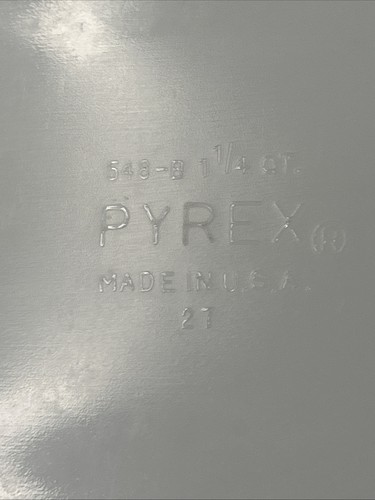 548-B 1 1/4 QT.
PYREX ®
MADE IN U.S.A.
27